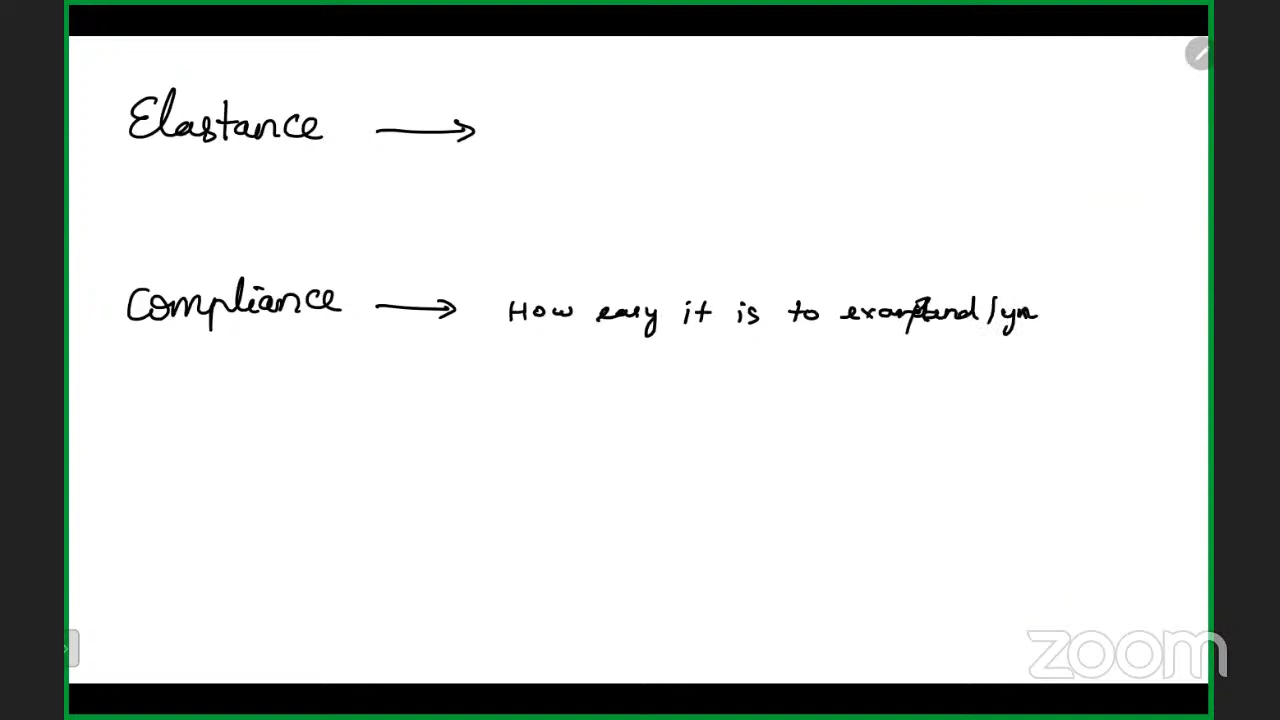 Elastance →
Compliance → How easy it is to
zoom